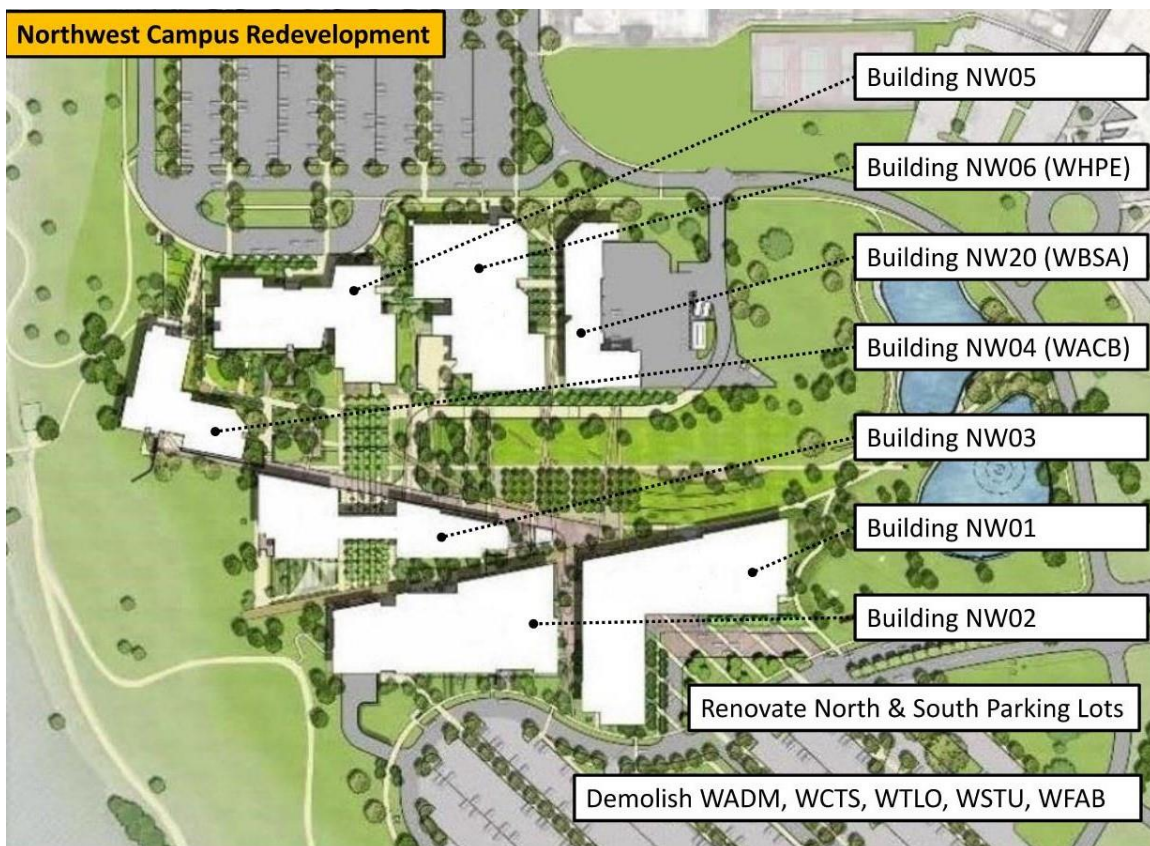 Northwest Campus Redevelopment
Building NW05
Building NW06 (WHPE)
Building NW20 (WBSA)
Building NW04 (WACB)
Building NW03
Building NW01
Building NW02
Renovate North & South Parking Lots
Demolish WADM, WCTS, WTLO, WSTU, WFAB